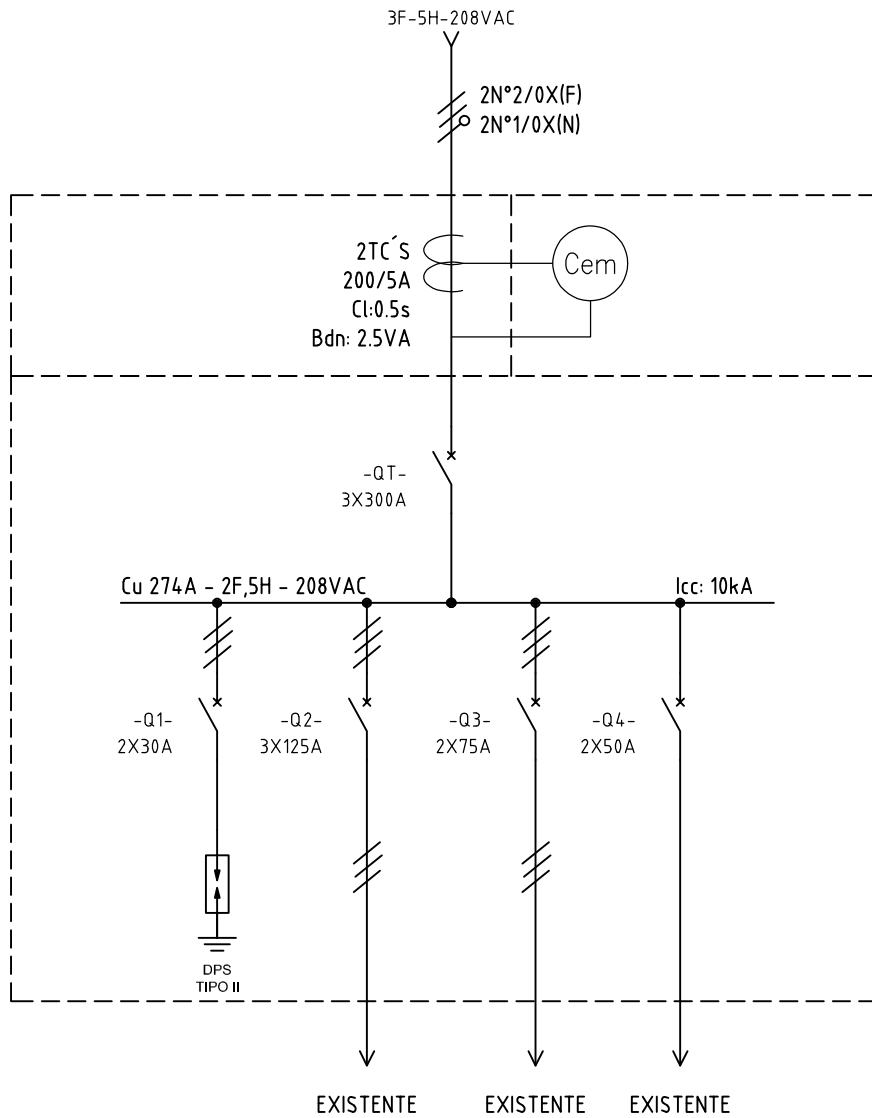 3F-5H-208VAC
2N°2/0X(F)
2N°1/0X(N)
2TC´S
200/5A
Cl:0.5s
Bdn: 2.5VA
Cem
-QT-
3X300A
Cu 274A - 2F,5H - 208VAC
Icc: 10kA
-Q1-
2X30A
-Q2-
3X125A
-Q3-
2X75A
-Q4-
2X50A
DPS
TIPO II
EXISTENTE
EXISTENTE
EXISTENTE